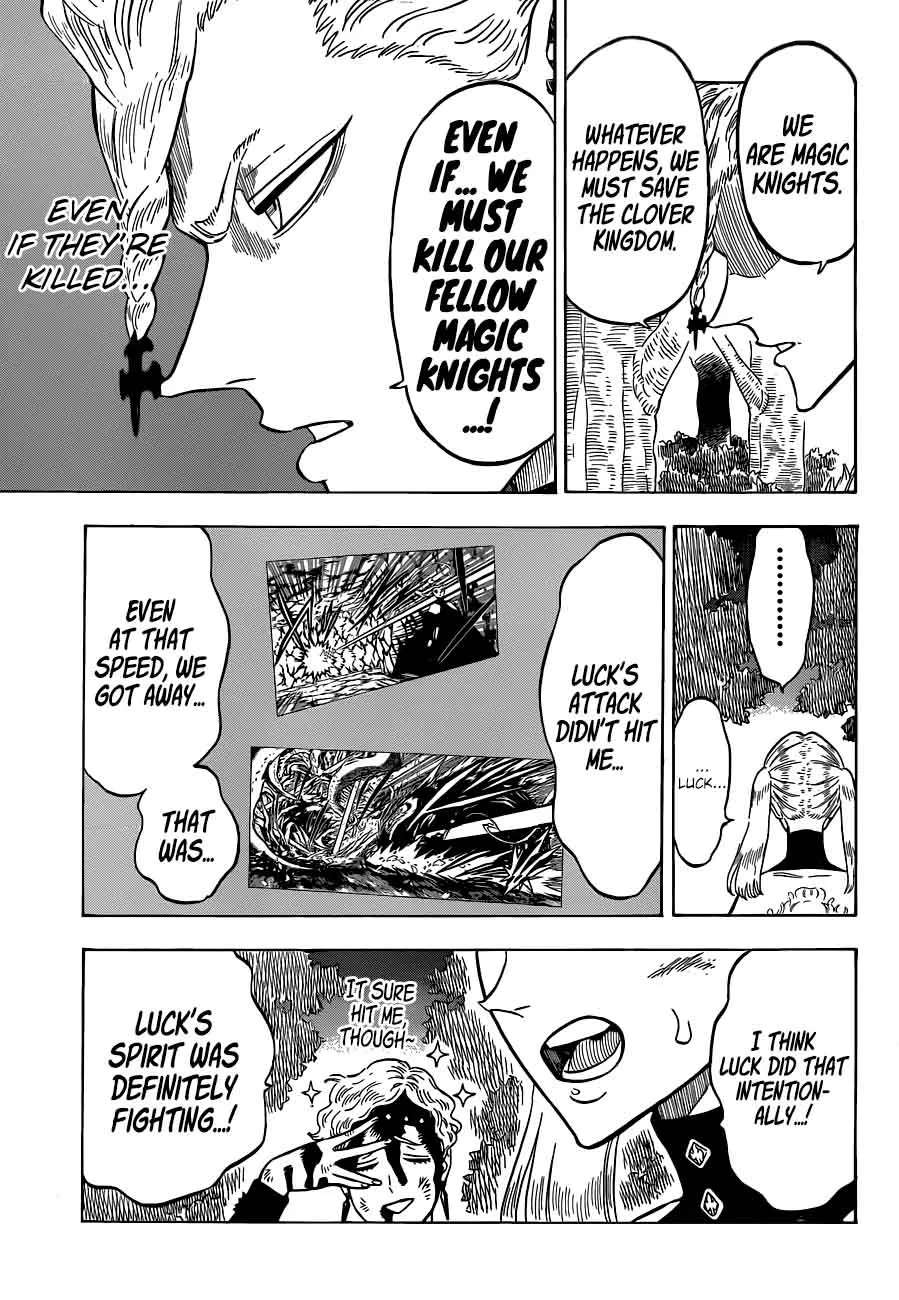 WE
ARE MAGIC
KNIGHTS.
WHATEVER
HAPPENS, WE
MUST SAVE
THE CLOVER
KINGDOM.
EVEN
IF... WE
MUST
KILL OUR
FELLOW
MAGIC
KNIGHTS
....!
EVEN
IF THEY'RE
KILLED...
..........
...
LUCK...
LUCK'S
ATTACK
DIDN'T HIT
ME...
EVEN
AT THAT
SPEED, WE
GOT AWAY...
THAT
WAS...
I THINK
LUCK DID THAT
INTENTION-
ALLY...!
IT SURE
HIT ME,
THOUGH~
LUCK'S
SPIRIT WAS
DEFINITELY
FIGHTING...!